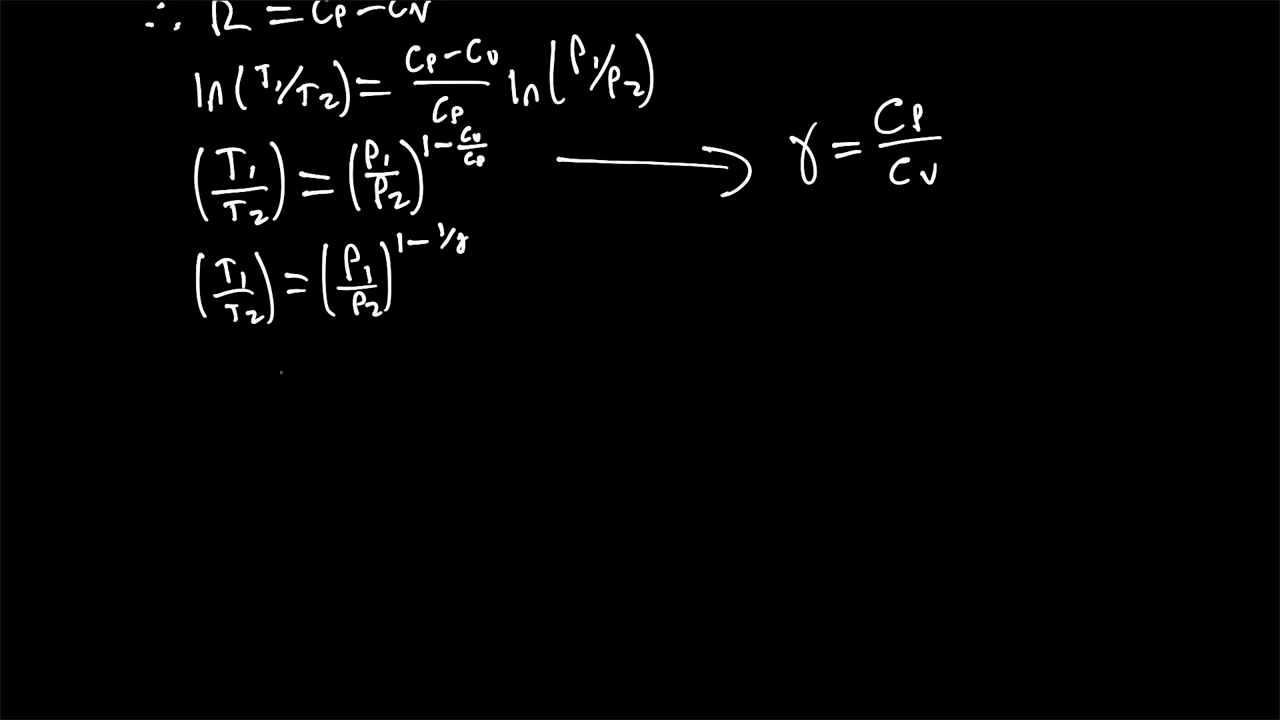 ∴ R = CP − CV
ln(T1/T2) = CP − CV / CP ln(P1/P2)
(T1/T2) = (P1/P2)^(1 − CV/CP) → γ = CP/CV
(T1/T2) = (P1/P2)^(1 − 1/γ)